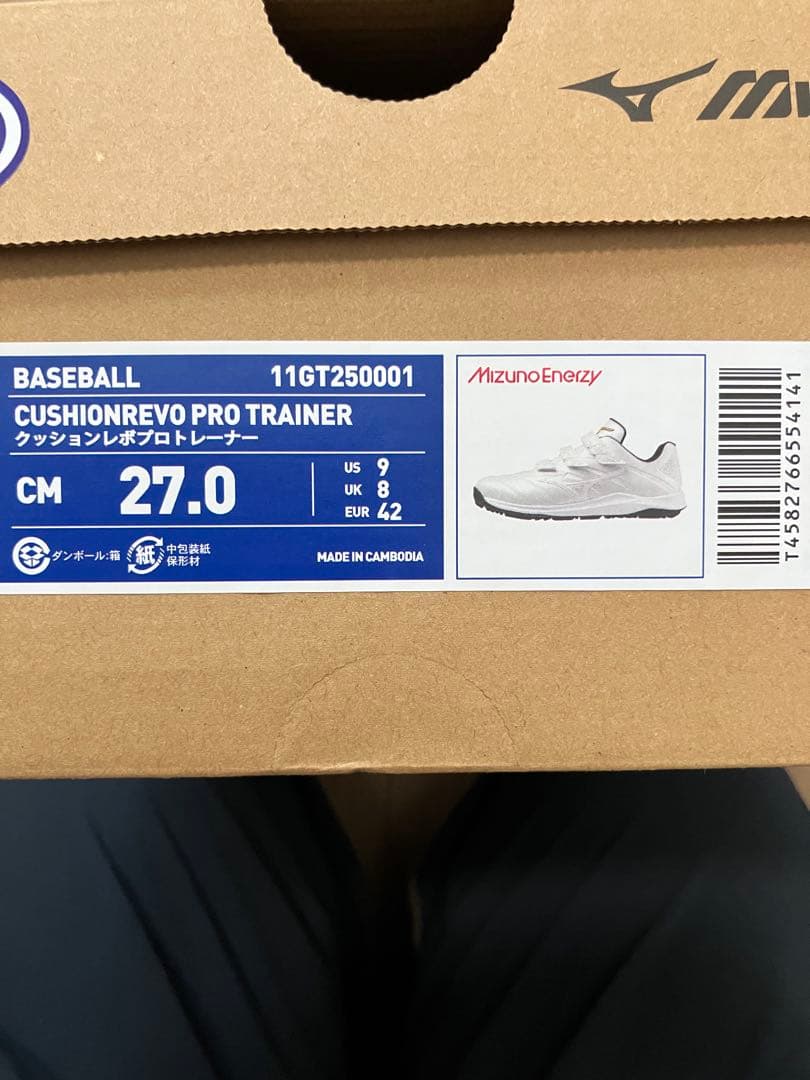 BASEBALL 11GT250001
CUSHIONREVO PRO TRAINER
クッションレボプロトレーナー
CM 27.0
US 9
UK 8
EUR 42
ダンボール:箱
紙 中包装紙
保形材
MADE IN CAMBODIA
Mizuno Enerzy
T4582766554141